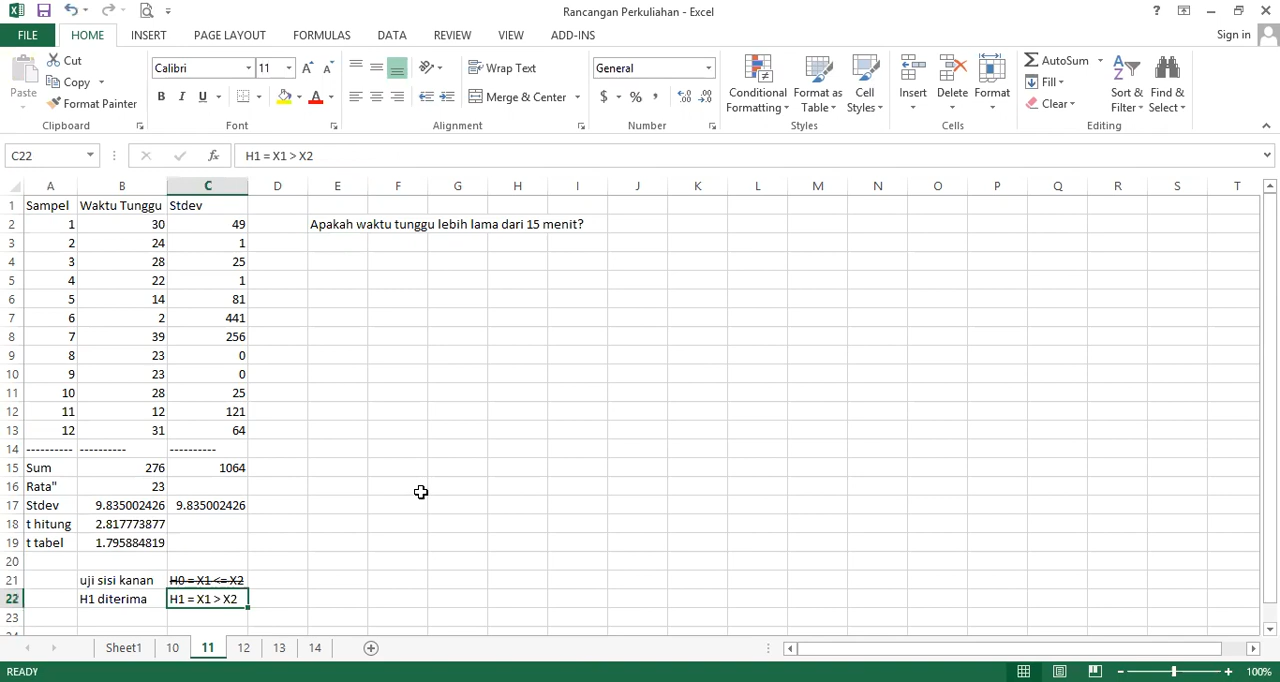 Rancangan Perkuliahan - Excel
? 
Sign in
FILE HOME INSERT PAGE LAYOUT FORMULAS DATA REVIEW VIEW ADD-INS
Paste
Cut
Copy
Format Painter
Clipboard
Calibri 11
B I U
Font
Wrap Text
Merge & Center
Alignment
General
$ % ,
Number
Conditional Formatting
Format as Table
Cell Styles
Styles
Insert Delete Format
Cells
AutoSum
Fill
Clear
Sort & Filter
Find & Select
Editing
C22 fx H1 = X1 > X2
A B C D E F G H I J K L M N O P Q R S T
1 Sampel Waktu Tunggu Stdev
2 1 30 49 Apakah waktu tunggu lebih lama dari 15 menit?
3 2 24 1
4 3 28 25
5 4 22 1
6 5 14 81
7 6 2 441
8 7 39 256
9 8 23 0
10 9 23 0
11 10 28 25
12 11 12 121
13 12 31 64
14 ---------- ---------- ----------
15 Sum 276 1064
16 Rata" 23
17 Stdev 9.835002426 9.835002426
18 t hitung 2.817773877
19 t tabel 1.795884819
20
21 uji sisi kanan H0 = X1 <= X2
22 H1 diterima H1 = X1 > X2
23
Sheet1 10 11 12 13 14
READY 100%